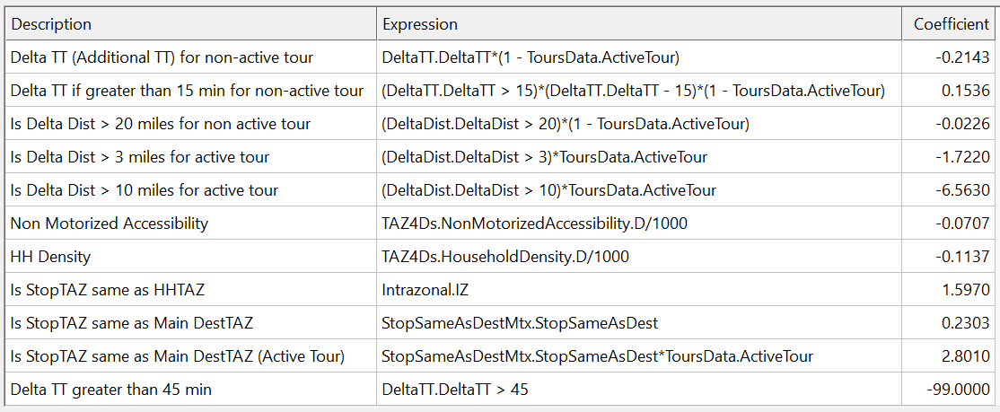 Description Expression Coefficient
Delta TT (Additional TT) for non-active tour DeltaTT.DeltaTT*(1 - ToursData.ActiveTour) -0.2143
Delta TT if greater than 15 min for non-active tour (DeltaTT.DeltaTT > 15)*(DeltaTT.DeltaTT - 15)*(1 - ToursData.ActiveTour) 0.1536
Is Delta Dist > 20 miles for non active tour (DeltaDist.DeltaDist > 20)*(1 - ToursData.ActiveTour) -0.0226
Is Delta Dist > 3 miles for active tour (DeltaDist.DeltaDist > 3)*ToursData.ActiveTour -1.7220
Is Delta Dist > 10 miles for active tour (DeltaDist.DeltaDist > 10)*ToursData.ActiveTour -6.5630
Non Motorized Accessibility TAZ4Ds.NonMotorizedAccessibility.D/1000 -0.0707
HH Density TAZ4Ds.HouseholdDensity.D/1000 -0.1137
Is StopTAZ same as HHTAZ Intrazonal.IZ 1.5970
Is StopTAZ same as Main DestTAZ StopSameAsDestMtx.StopSameAsDest 0.2303
Is StopTAZ same as Main DestTAZ (Active Tour) StopSameAsDestMtx.StopSameAsDest*ToursData.ActiveTour 2.8010
Delta TT greater than 45 min DeltaTT.DeltaTT > 45 -99.0000